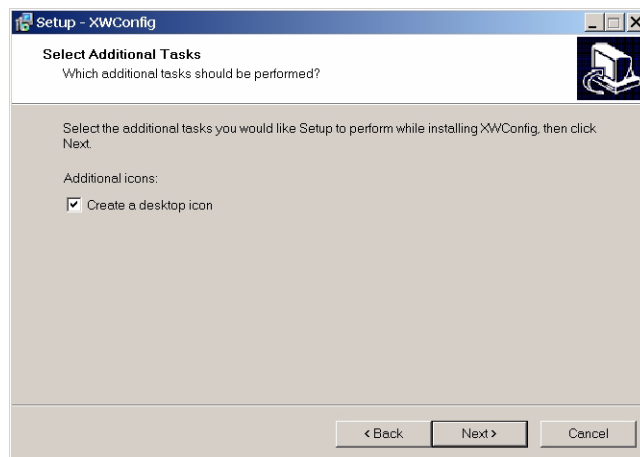 Setup - XWConfig
Select Additional Tasks
Which additional tasks should be performed?
Select the additional tasks you would like Setup to perform while installing XWConfig, then click
Next.
Additional icons:
Create a desktop icon
< Back
Next >
Cancel